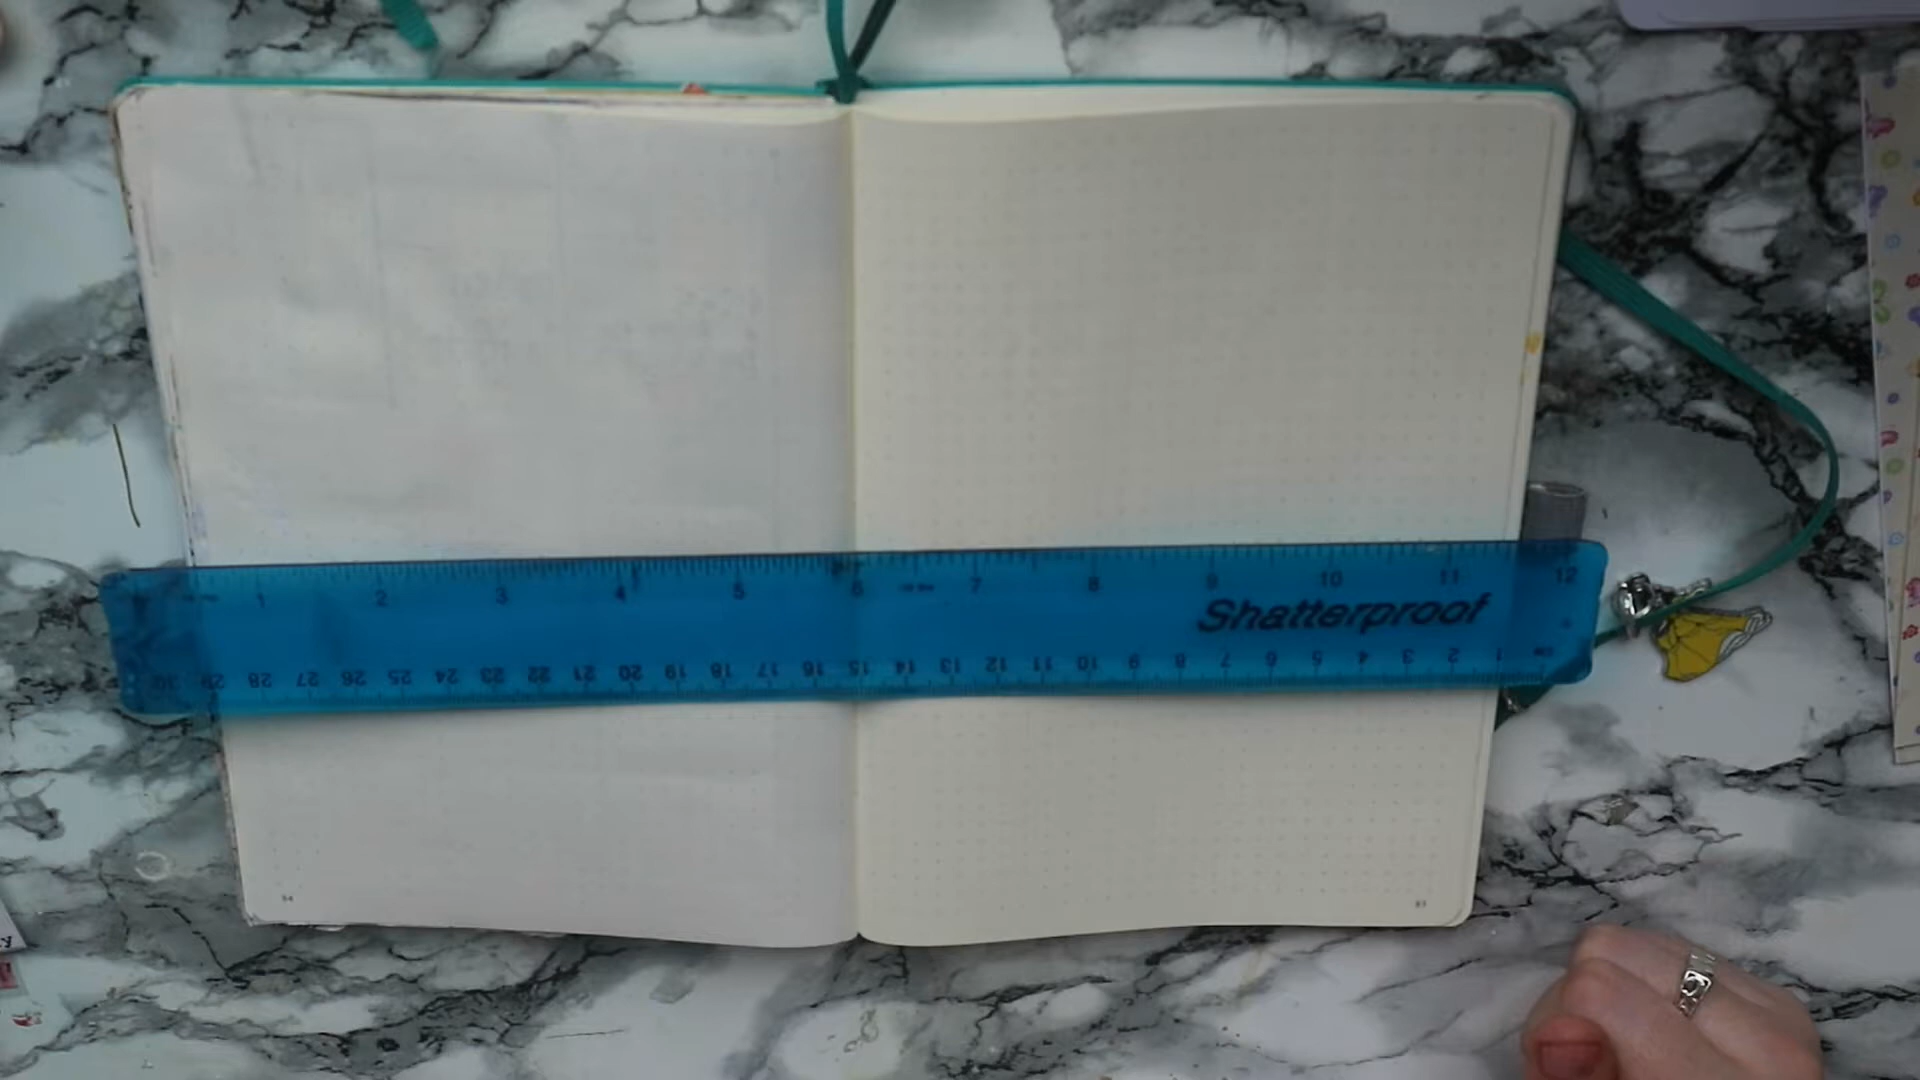 1 2 3 4 5 6 7 8 9 10 11 12
Shatterproof
30 29 28 27 26 25 24 23 22 21 20 19 18 17 16 15 14 13 12 11 10 9 8 7 6 5 4 3 2 1
94